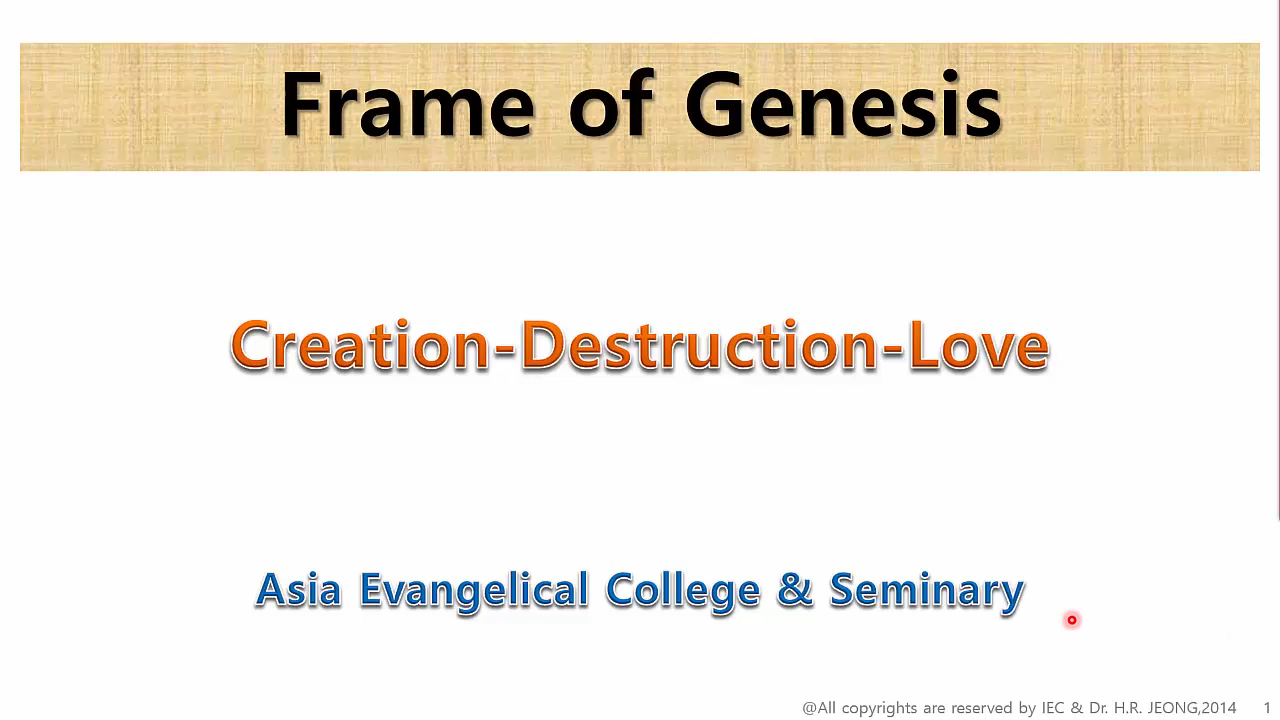 Frame of Genesis
Creation-Destruction-Love
Asia Evangelical College & Seminary
@All copyrights are reserved by IEC & Dr. H.R. JEONG,2014 1